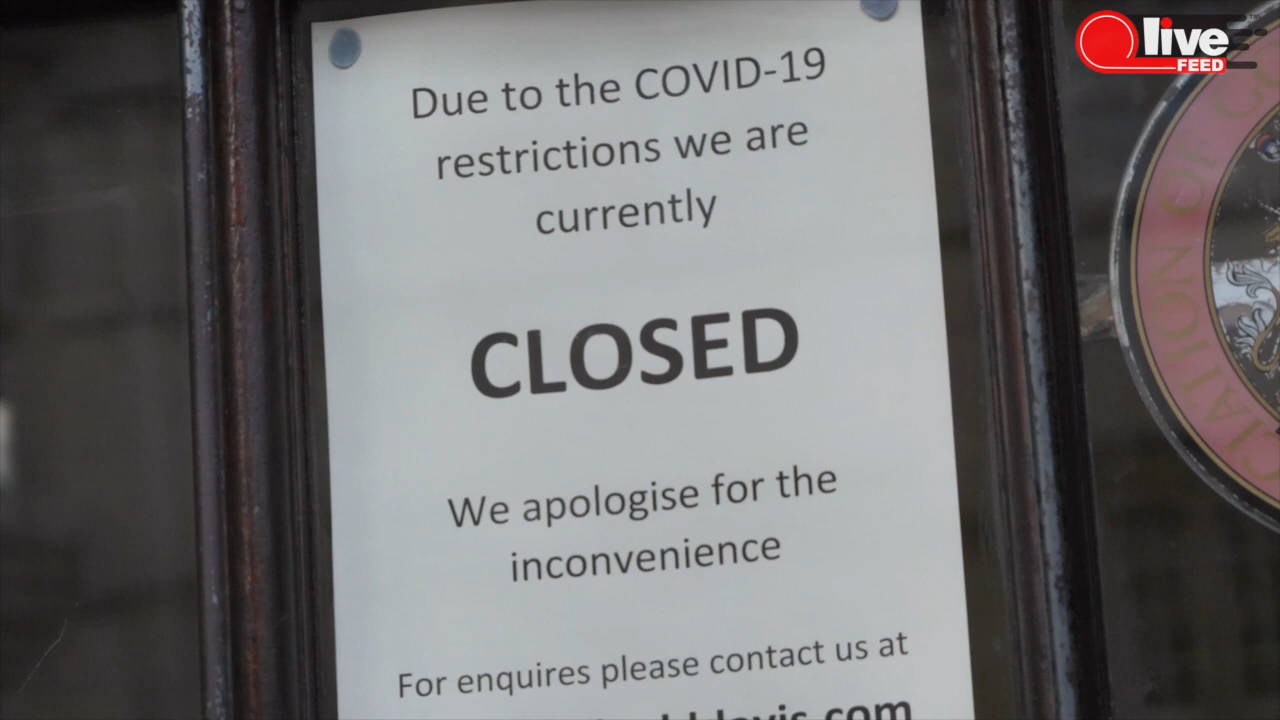 live
FEED
Due to the COVID-19
restrictions we are
currently
CLOSED
We apologise for the
inconvenience
For enquires please contact us at